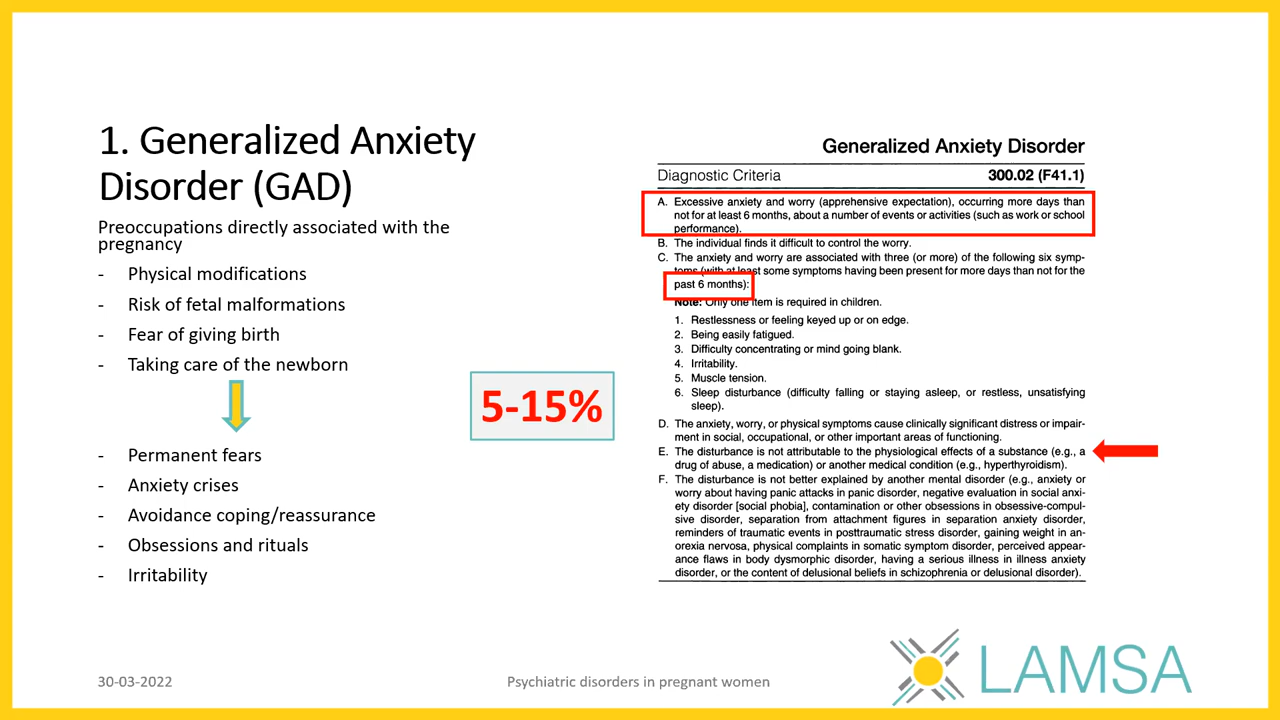 1. Generalized Anxiety
Disorder (GAD)
Preoccupations directly associated with the
pregnancy
- Physical modifications
- Risk of fetal malformations
- Fear of giving birth
- Taking care of the newborn
- Permanent fears
- Anxiety crises
- Avoidance coping/reassurance
- Obsessions and rituals
- Irritability
5-15%
Generalized Anxiety Disorder
Diagnostic Criteria 300.02 (F41.1)
A. Excessive anxiety and worry (apprehensive expectation), occurring more days than
not for at least 6 months, about a number of events or activities (such as work or school
performance).
B. The individual finds it difficult to control the worry.
C. The anxiety and worry are associated with three (or more) of the following six symp-
toms (with at least some symptoms having been present for more days than not for the
past 6 months):
Note: Only one item is required in children.
1. Restlessness or feeling keyed up or on edge.
2. Being easily fatigued.
3. Difficulty concentrating or mind going blank.
4. Irritability.
5. Muscle tension.
6. Sleep disturbance (difficulty falling or staying asleep, or restless, unsatisfying
sleep).
D. The anxiety, worry, or physical symptoms cause clinically significant distress or impair-
ment in social, occupational, or other important areas of functioning.
E. The disturbance is not attributable to the physiological effects of a substance (e.g., a
drug of abuse, a medication) or another medical condition (e.g., hyperthyroidism).
F. The disturbance is not better explained by another mental disorder (e.g., anxiety or
worry about having panic attacks in panic disorder, negative evaluation in social anxi-
ety disorder [social phobia], contamination or other obsessions in obsessive-compul-
sive disorder, separation from attachment figures in separation anxiety disorder,
reminders of traumatic events in posttraumatic stress disorder, gaining weight in an-
orexia nervosa, physical complaints in somatic symptom disorder, perceived appear-
ance flaws in body dysmorphic disorder, having a serious illness in illness anxiety
disorder, or the content of delusional beliefs in schizophrenia or delusional disorder).
30-03-2022
Psychiatric disorders in pregnant women
LAMSA